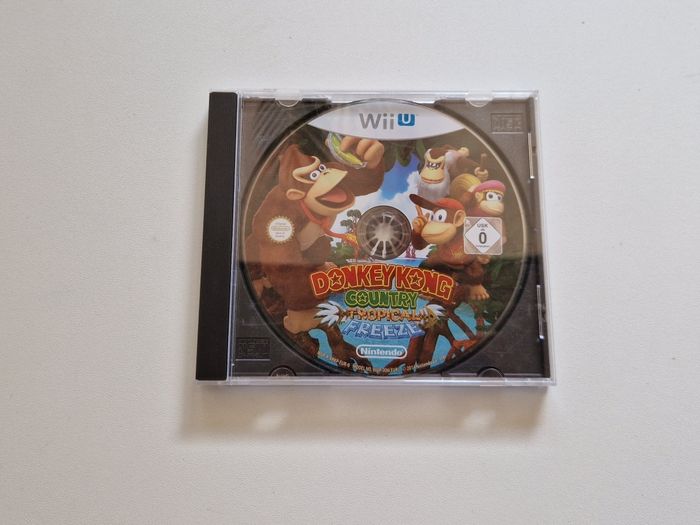 Wii U
USK
0
DONKEY KONG
COUNTRY
TROPICAL
FREEZE
Nintendo